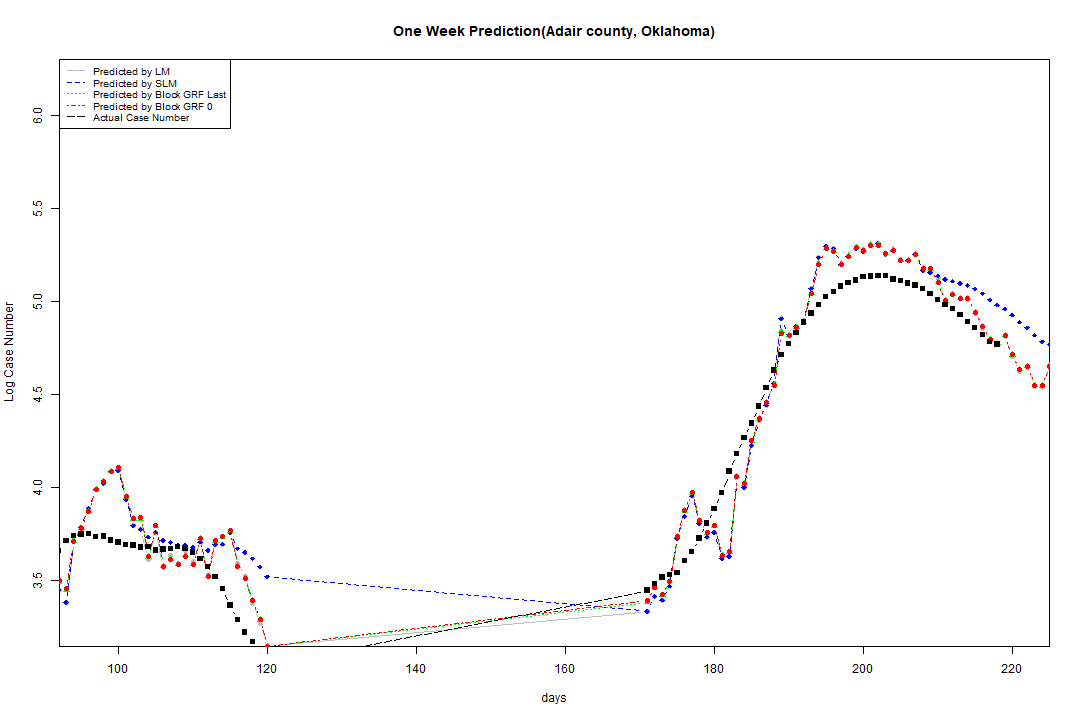 One Week Prediction(Adair county, Oklahoma)
Predicted by LM
Predicted by SLM
Predicted by Block GRF Last
Predicted by Block GRF 0
Actual Case Number
Log Case Number
6.0
5.5
5.0
4.5
4.0
3.5
100 120 140 160 180 200 220
days